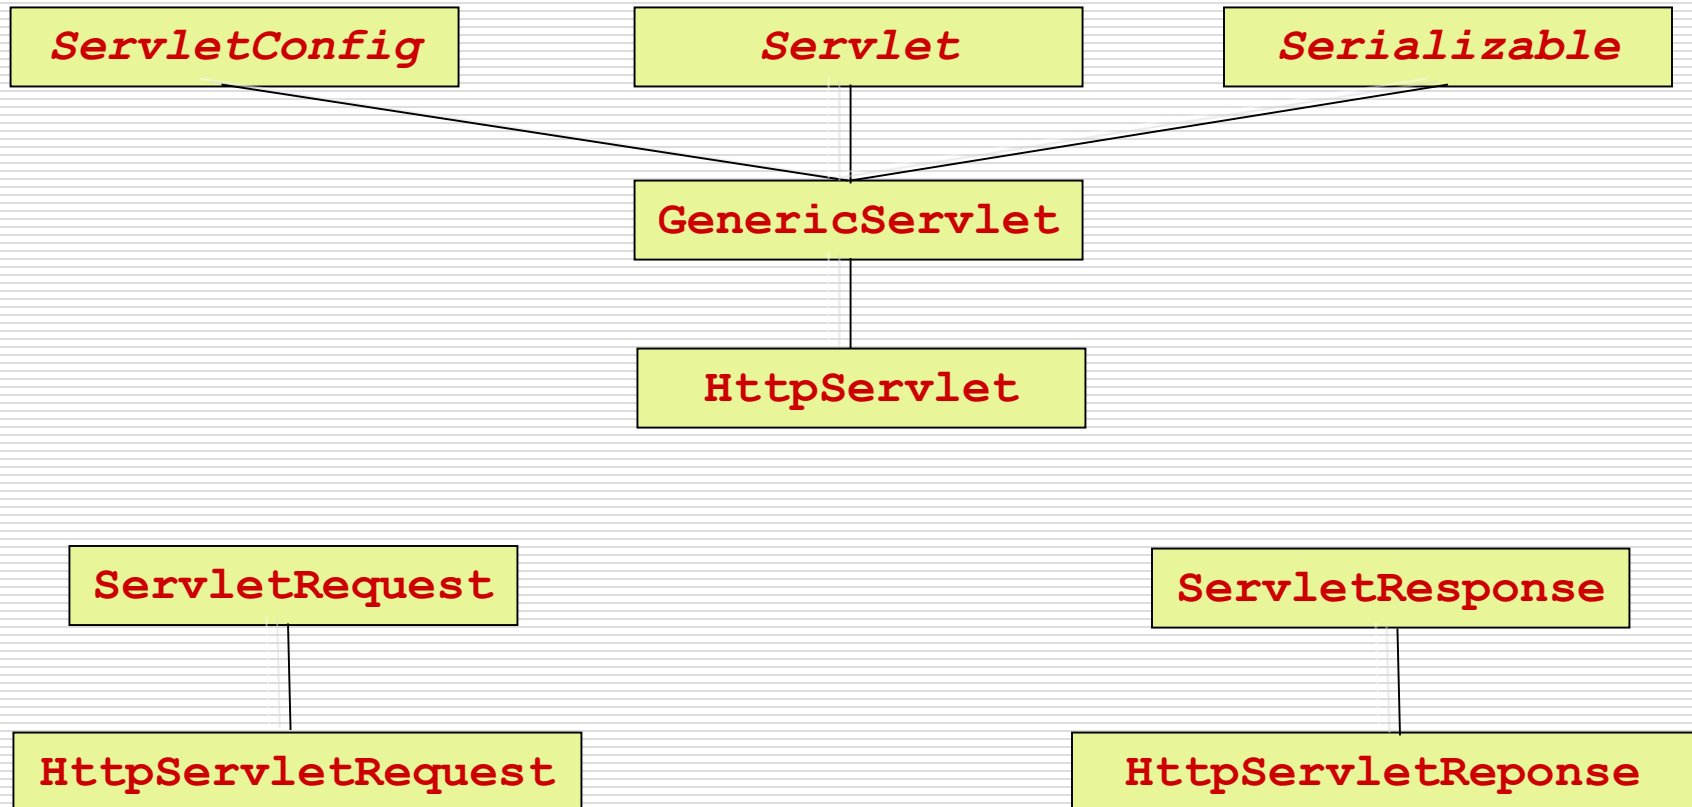 ServletConfig
Servlet
Serializable
GenericServlet
HttpServlet
ServletRequest
ServletResponse
HttpServletRequest
HttpServletReponse